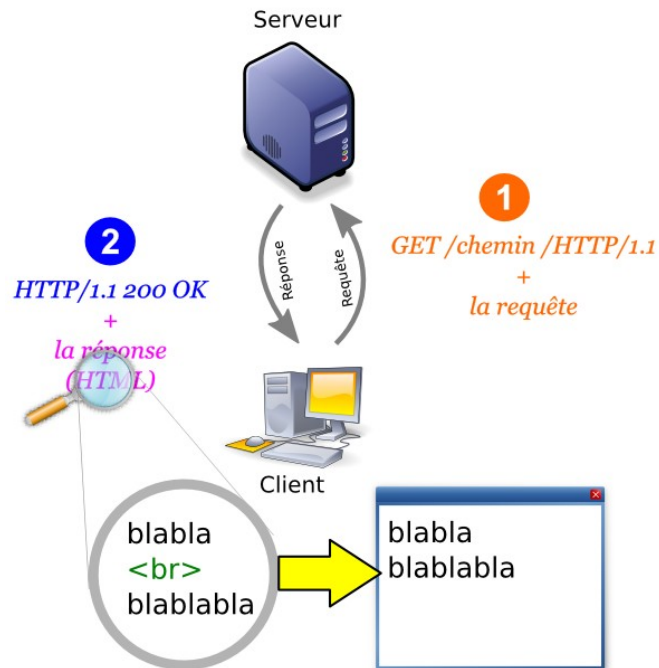 Serveur
1
GET /chemin /HTTP/1.1
+
la requête
Réponse
Requête
2
HTTP/1.1 200 OK
+
la réponse
(HTML)
Client
blabla
<br>
blablabla
blabla
blablabla